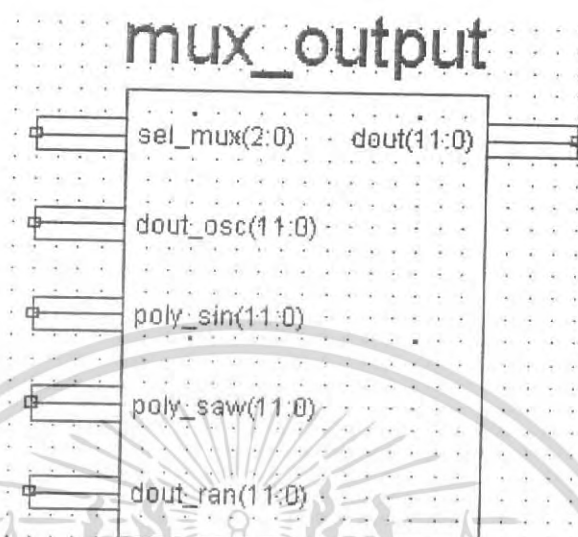 mux_output
sel_mux(2:0) dout(11:0)
dout_osc(11:0)
poly_sin(11:0)
poly_saw(11:0)
dout_ran(11:0)